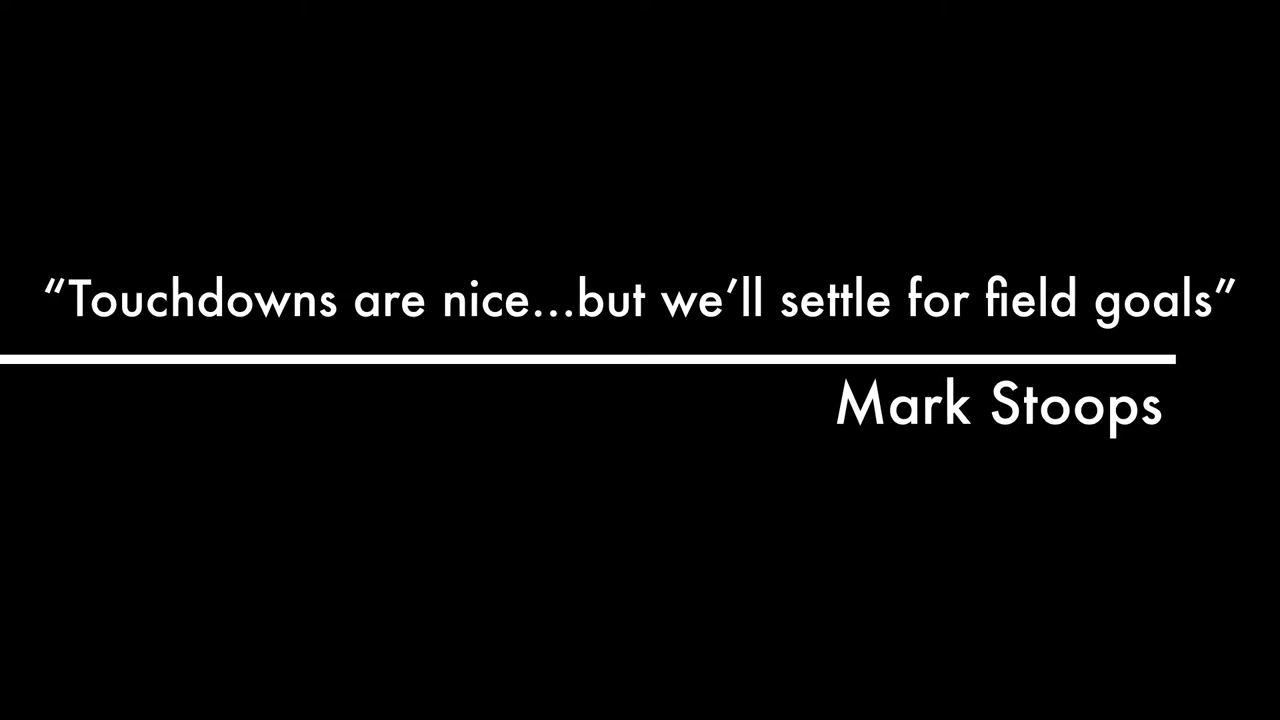 “Touchdowns are nice...but we’ll settle for field goals”
Mark Stoops